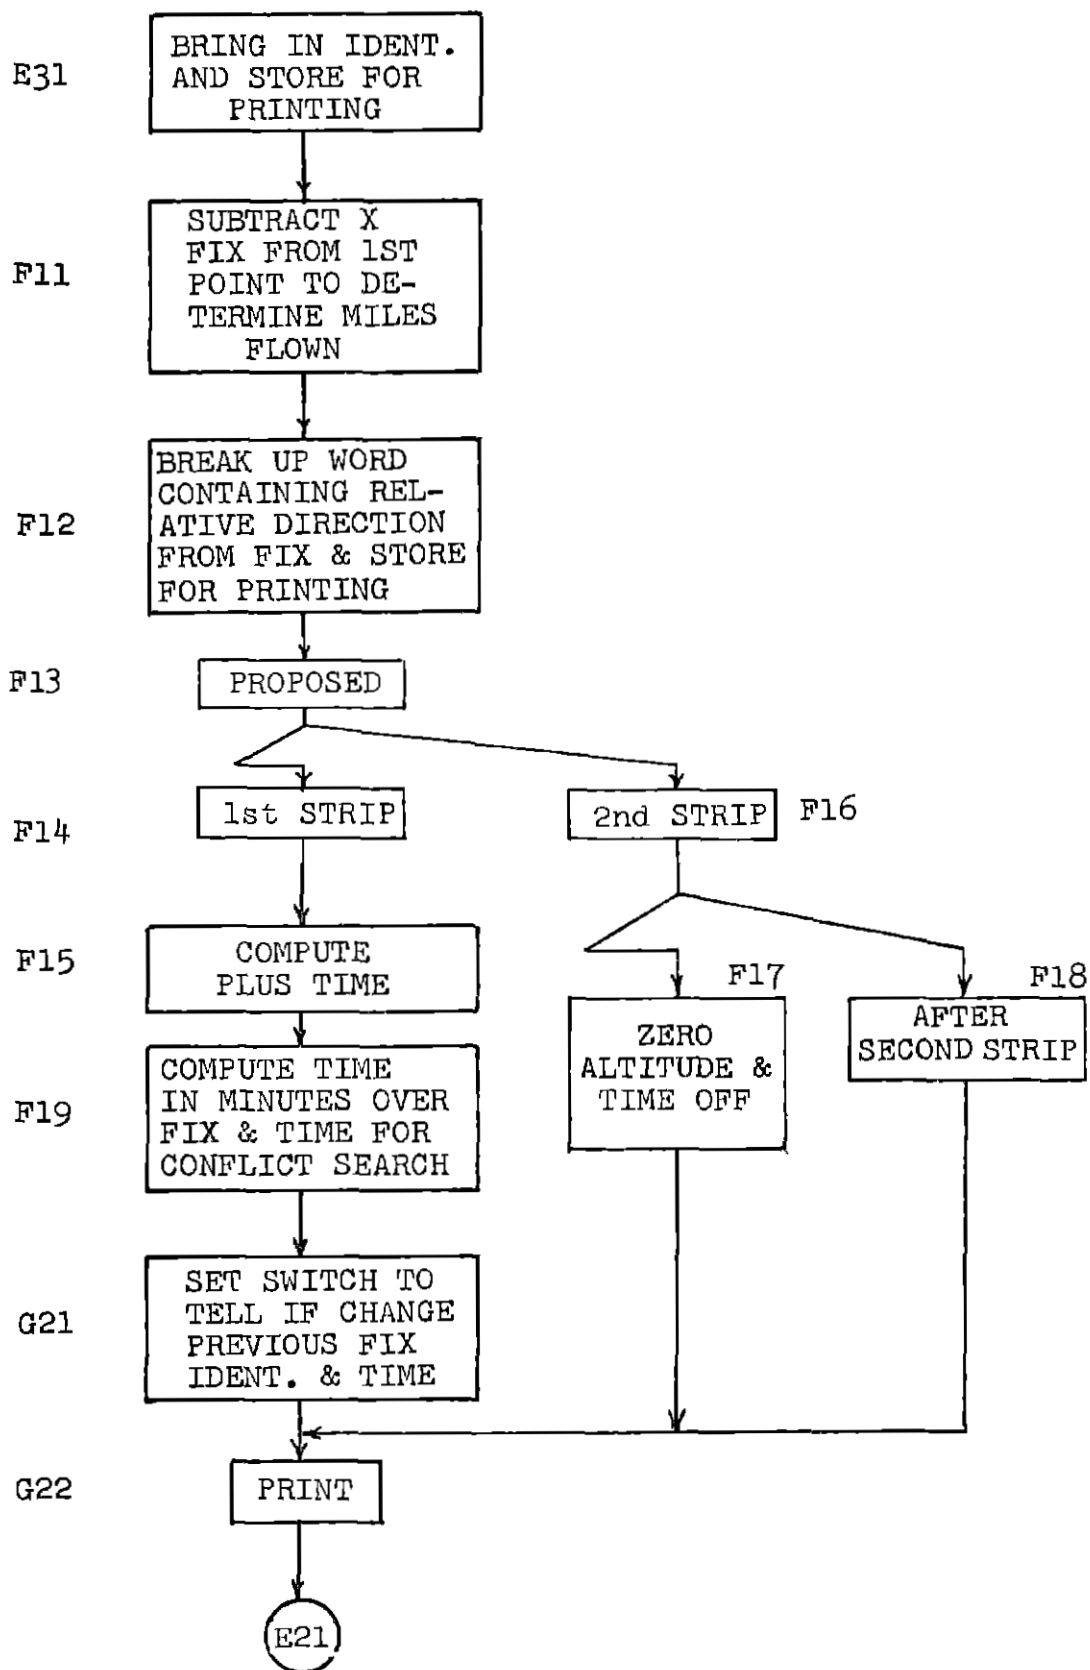 E31
BRING IN IDENT.
AND STORE FOR
PRINTING
F11
SUBTRACT X
FIX FROM 1ST
POINT TO DE-
TERMINE MILES
FLOWN
F12
BREAK UP WORD
CONTAINING REL-
ATIVE DIRECTION
FROM FIX & STORE
FOR PRINTING
F13
PROPOSED
F14
1st STRIP
2nd STRIP
F16
F15
COMPUTE
PLUS TIME
F17
ZERO
ALTITUDE &
TIME OFF
F18
AFTER
SECOND STRIP
F19
COMPUTE TIME
IN MINUTES OVER
FIX & TIME FOR
CONFLICT SEARCH
G21
SET SWITCH TO
TELL IF CHANGE
PREVIOUS FIX
IDENT. & TIME
G22
PRINT
E21